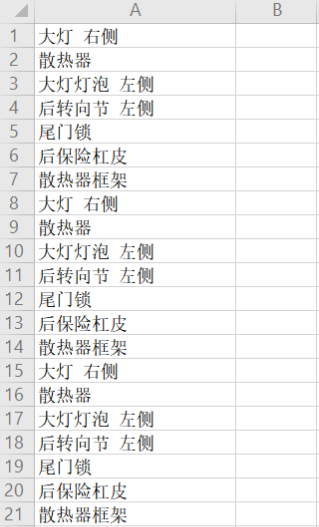 A B
1 大灯 右侧
2 散热器
3 大灯灯泡 左侧
4 后转向节 左侧
5 尾门锁
6 后保险杠皮
7 散热器框架
8 大灯 右侧
9 散热器
10 大灯灯泡 左侧
11 后转向节 左侧
12 尾门锁
13 后保险杠皮
14 散热器框架
15 大灯 右侧
16 散热器
17 大灯灯泡 左侧
18 后转向节 左侧
19 尾门锁
20 后保险杠皮
21 散热器框架